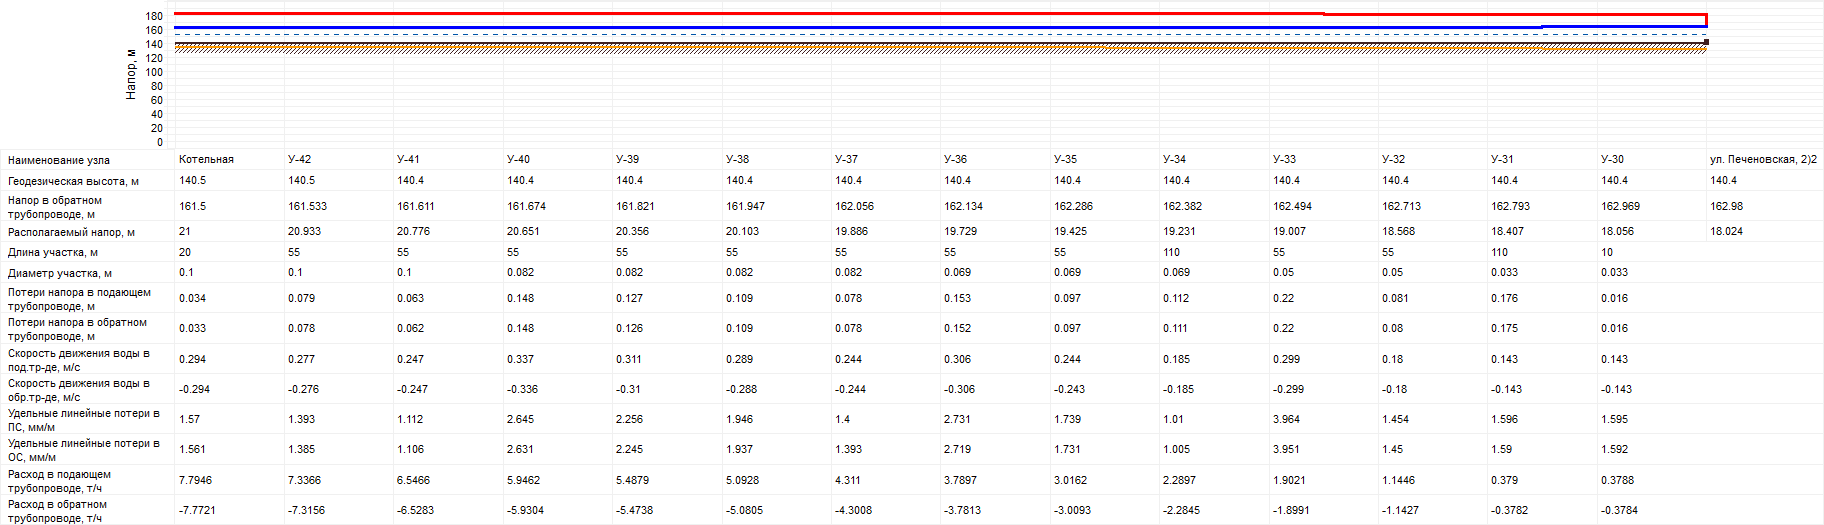 180
160
140
120
100
80
60
40
20
0
Напор, м
Наименование узла Котельная У-42 У-41 У-40 У-39 У-38 У-37 У-36 У-35 У-34 У-33 У-32 У-31 У-30 ул. Печеновская, 2)2
Геодезическая высота, м 140.5 140.5 140.4 140.4 140.4 140.4 140.4 140.4 140.4 140.4 140.4 140.4 140.4 140.4 140.4
Напор в обратном
трубопроводе, м 161.5 161.533 161.611 161.674 161.821 161.947 162.056 162.134 162.286 162.382 162.494 162.713 162.793 162.969 162.98
Располагаемый напор, м 21 20.933 20.776 20.651 20.356 20.103 19.886 19.729 19.425 19.231 19.007 18.568 18.407 18.056 18.024
Длина участка, м 20 55 55 55 55 55 55 55 55 110 55 55 110 10
Диаметр участка, м 0.1 0.1 0.1 0.082 0.082 0.082 0.082 0.069 0.069 0.069 0.05 0.05 0.033 0.033
Потери напора в подающем
трубопроводе, м 0.034 0.079 0.063 0.148 0.127 0.109 0.078 0.153 0.097 0.112 0.22 0.081 0.176 0.016
Потери напора в обратном
трубопроводе, м 0.033 0.078 0.062 0.148 0.126 0.109 0.078 0.152 0.097 0.111 0.22 0.08 0.175 0.016
Скорость движения воды в
под.тр-де, м/с 0.294 0.277 0.247 0.337 0.311 0.289 0.244 0.306 0.244 0.185 0.299 0.18 0.143 0.143
Скорость движения воды в
обр.тр-де, м/с -0.294 -0.276 -0.247 -0.336 -0.31 -0.288 -0.244 -0.306 -0.243 -0.185 -0.299 -0.18 -0.143 -0.143
Удельные линейные потери в
ПС, мм/м 1.57 1.393 1.112 2.645 2.256 1.946 1.4 2.731 1.739 1.01 3.964 1.454 1.596 1.595
Удельные линейные потери в
ОС, мм/м 1.561 1.385 1.106 2.631 2.245 1.937 1.393 2.719 1.731 1.005 3.951 1.45 1.59 1.592
Расход в подающем
трубопроводе, т/ч 7.7946 7.3366 6.5466 5.9462 5.4879 5.0928 4.311 3.7897 3.0162 2.2897 1.9021 1.1446 0.379 0.3788
Расход в обратном
трубопроводе, т/ч -7.7721 -7.3156 -6.5283 -5.9304 -5.4738 -5.0805 -4.3008 -3.7813 -3.0093 -2.2845 -1.8991 -1.1427 -0.3782 -0.3784